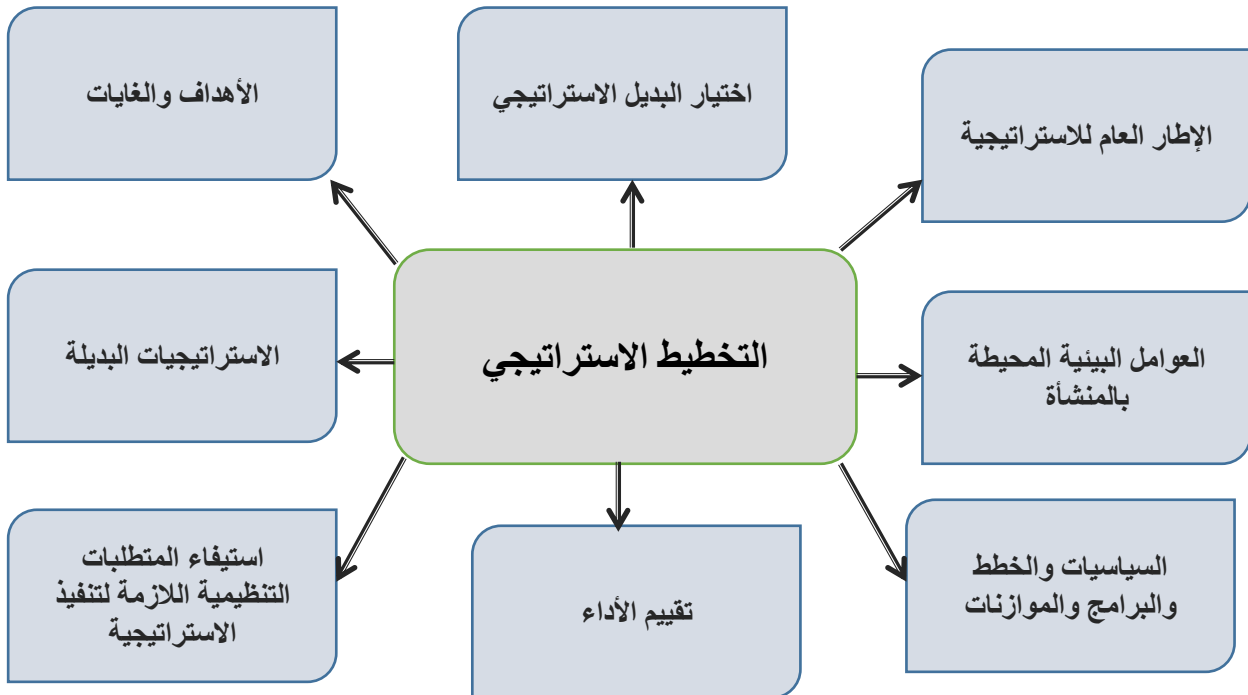 الإطار العام للاستراتيجية
اختيار البديل الاستراتيجي
الأهداف والغايات
العوامل البيئية المحيطة
بالمنشأة
التخطيط الاستراتيجي
الاستراتيجيات البديلة
السياسيات والخطط
والبرامج والموازنات
تقييم الأداء
استيفاء المتطلبات
التنظيمية اللازمة لتنفيذ
الاستراتيجية